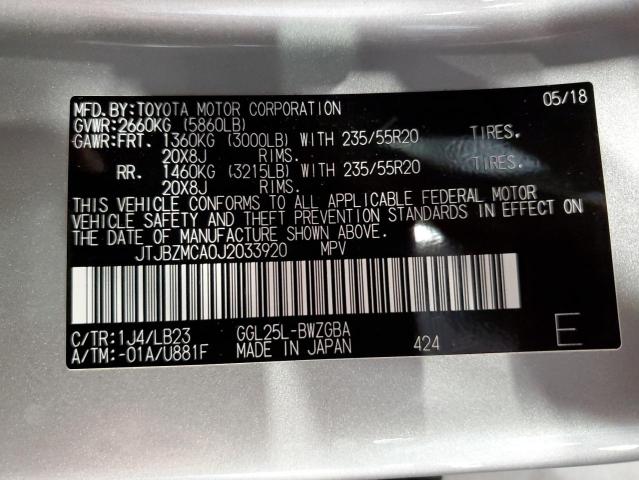 MFD. BY: TOYOTA MOTOR CORPORATION 05/18
GVWR: 2660KG (5860LB)
GAWR: FRT. 1360KG (3000LB) WITH 235/55R20 TIRES.
20X8J RIMS.
RR. 1460KG (3215LB) WITH 235/55R20 TIRES.
20X8J RIMS.
THIS VEHICLE CONFORMS TO ALL APPLICABLE FEDERAL MOTOR
VEHICLE SAFETY AND THEFT PREVENTION STANDARDS IN EFFECT ON
THE DATE OF MANUFACTURE SHOWN ABOVE.
JTJBZMCA0J2033920 MPV
C/TR: 1J4/LB23 GGL25L-BWZGBA
A/TM: -01A/U881F MADE IN JAPAN 424 E